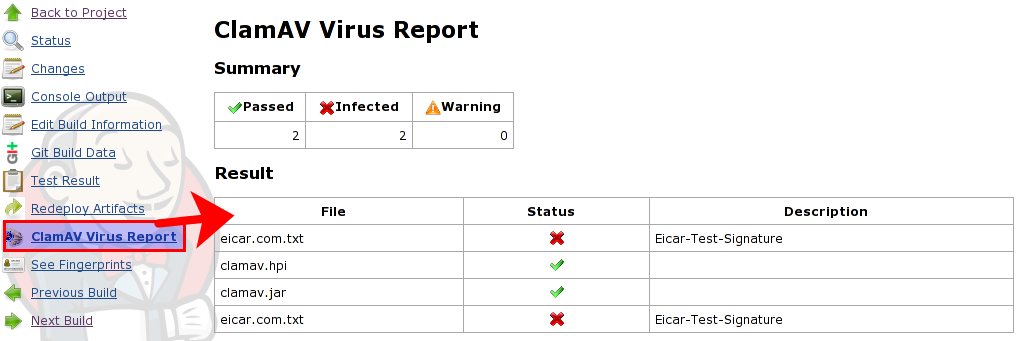 Back to Project
Status
Changes
Console Output
Edit Build Information
Git Build Data
Test Result
Redeploy Artifacts
ClamAV Virus Report
See Fingerprints
Previous Build
Next Build
ClamAV Virus Report
Summary
Passed Infected Warning
2 2 0
Result
File Status Description
eicar.com.txt Eicar-Test-Signature
clamav.hpi
clamav.jar
eicar.com.txt Eicar-Test-Signature